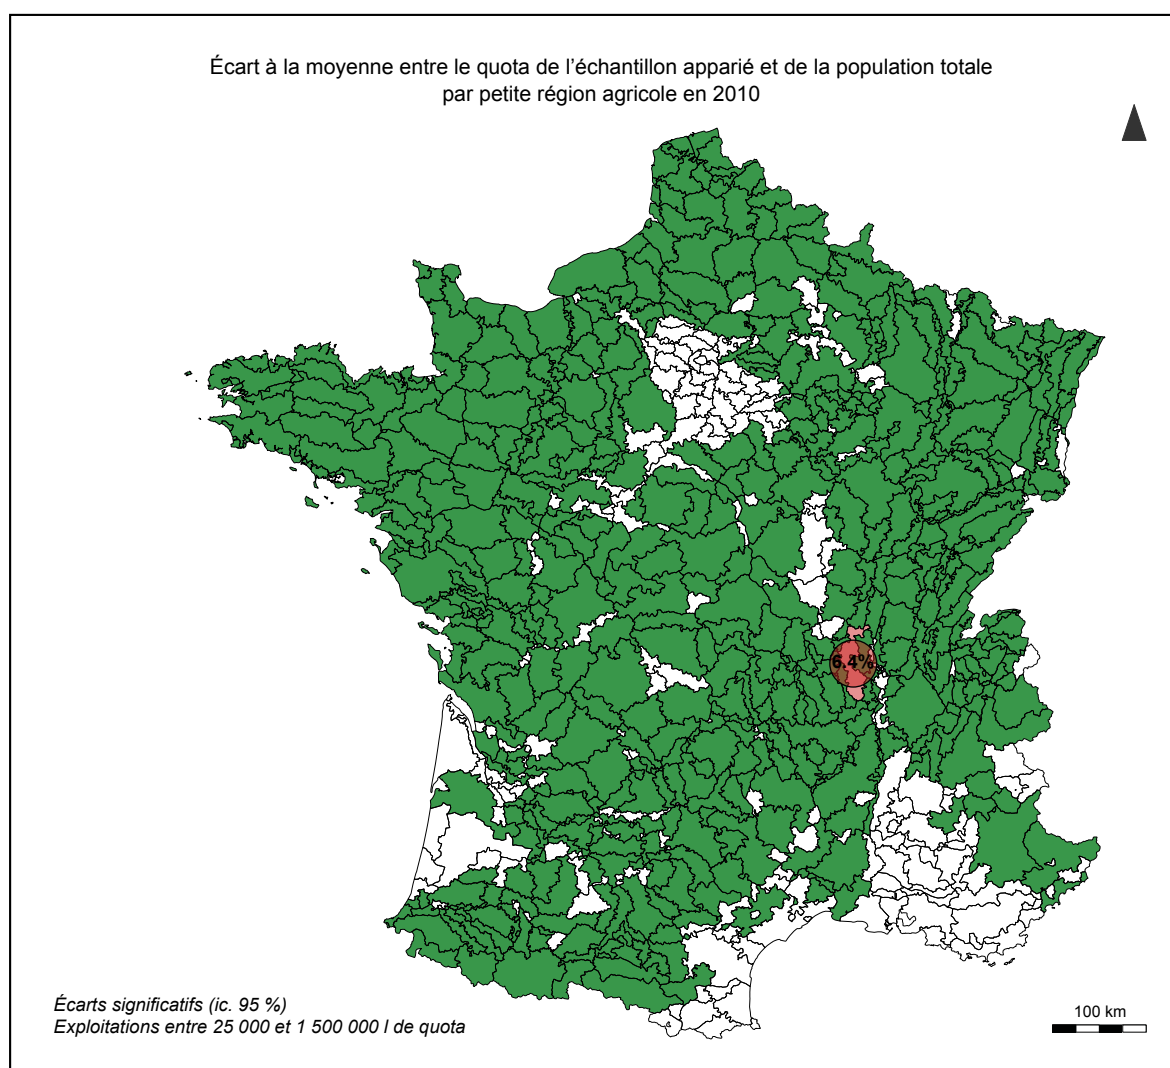 Écart à la moyenne entre le quota de l’échantillon apparié et de la population totale
par petite région agricole en 2010
6.4%
Écarts significatifs (ic. 95 %)
Exploitations entre 25 000 et 1 500 000 l de quota
100 km